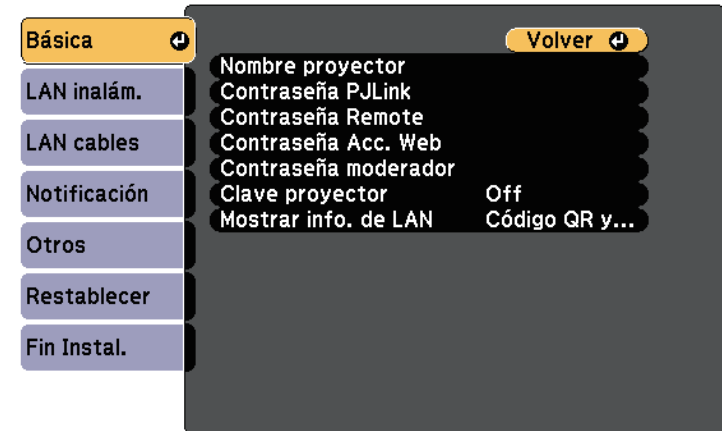 Básica
LAN inalám.
LAN cables
Notificación
Otros
Restablecer
Fin Instal.
Volver
Nombre proyector
Contraseña PJLink
Contraseña Remote
Contraseña Acc. Web
Contraseña moderador
Clave proyector Off
Mostrar info. de LAN Código QR y...